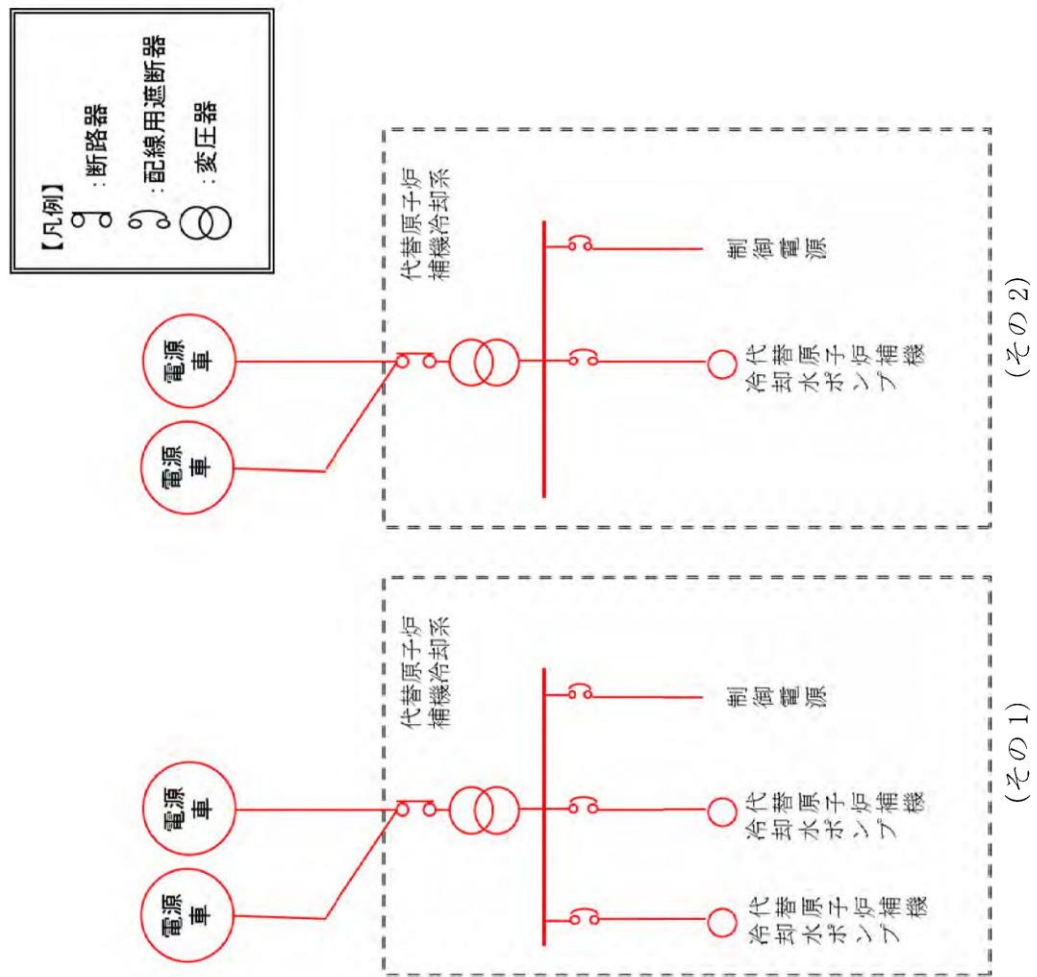 【凡例】
：断路器
：配線用遮断器
：変圧器
電源
車
電源
車
代替原子炉
補機冷却系
代替原子炉補機
冷却水ポンプ
代替原子炉補機
冷却水ポンプ
制御電源
(その1)
電源
車
電源
車
代替原子炉
補機冷却系
代替原子炉補機
冷却水ポンプ
制御電源
(その2)